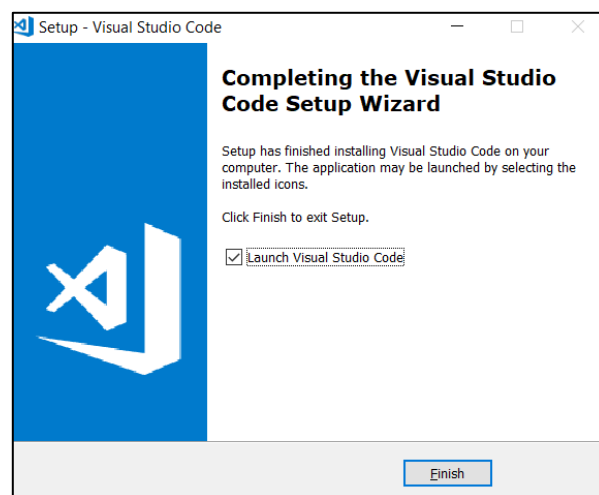 Setup - Visual Studio Code
Completing the Visual Studio
Code Setup Wizard
Setup has finished installing Visual Studio Code on your
computer. The application may be launched by selecting the
installed icons.
Click Finish to exit Setup.
Launch Visual Studio Code
Finish